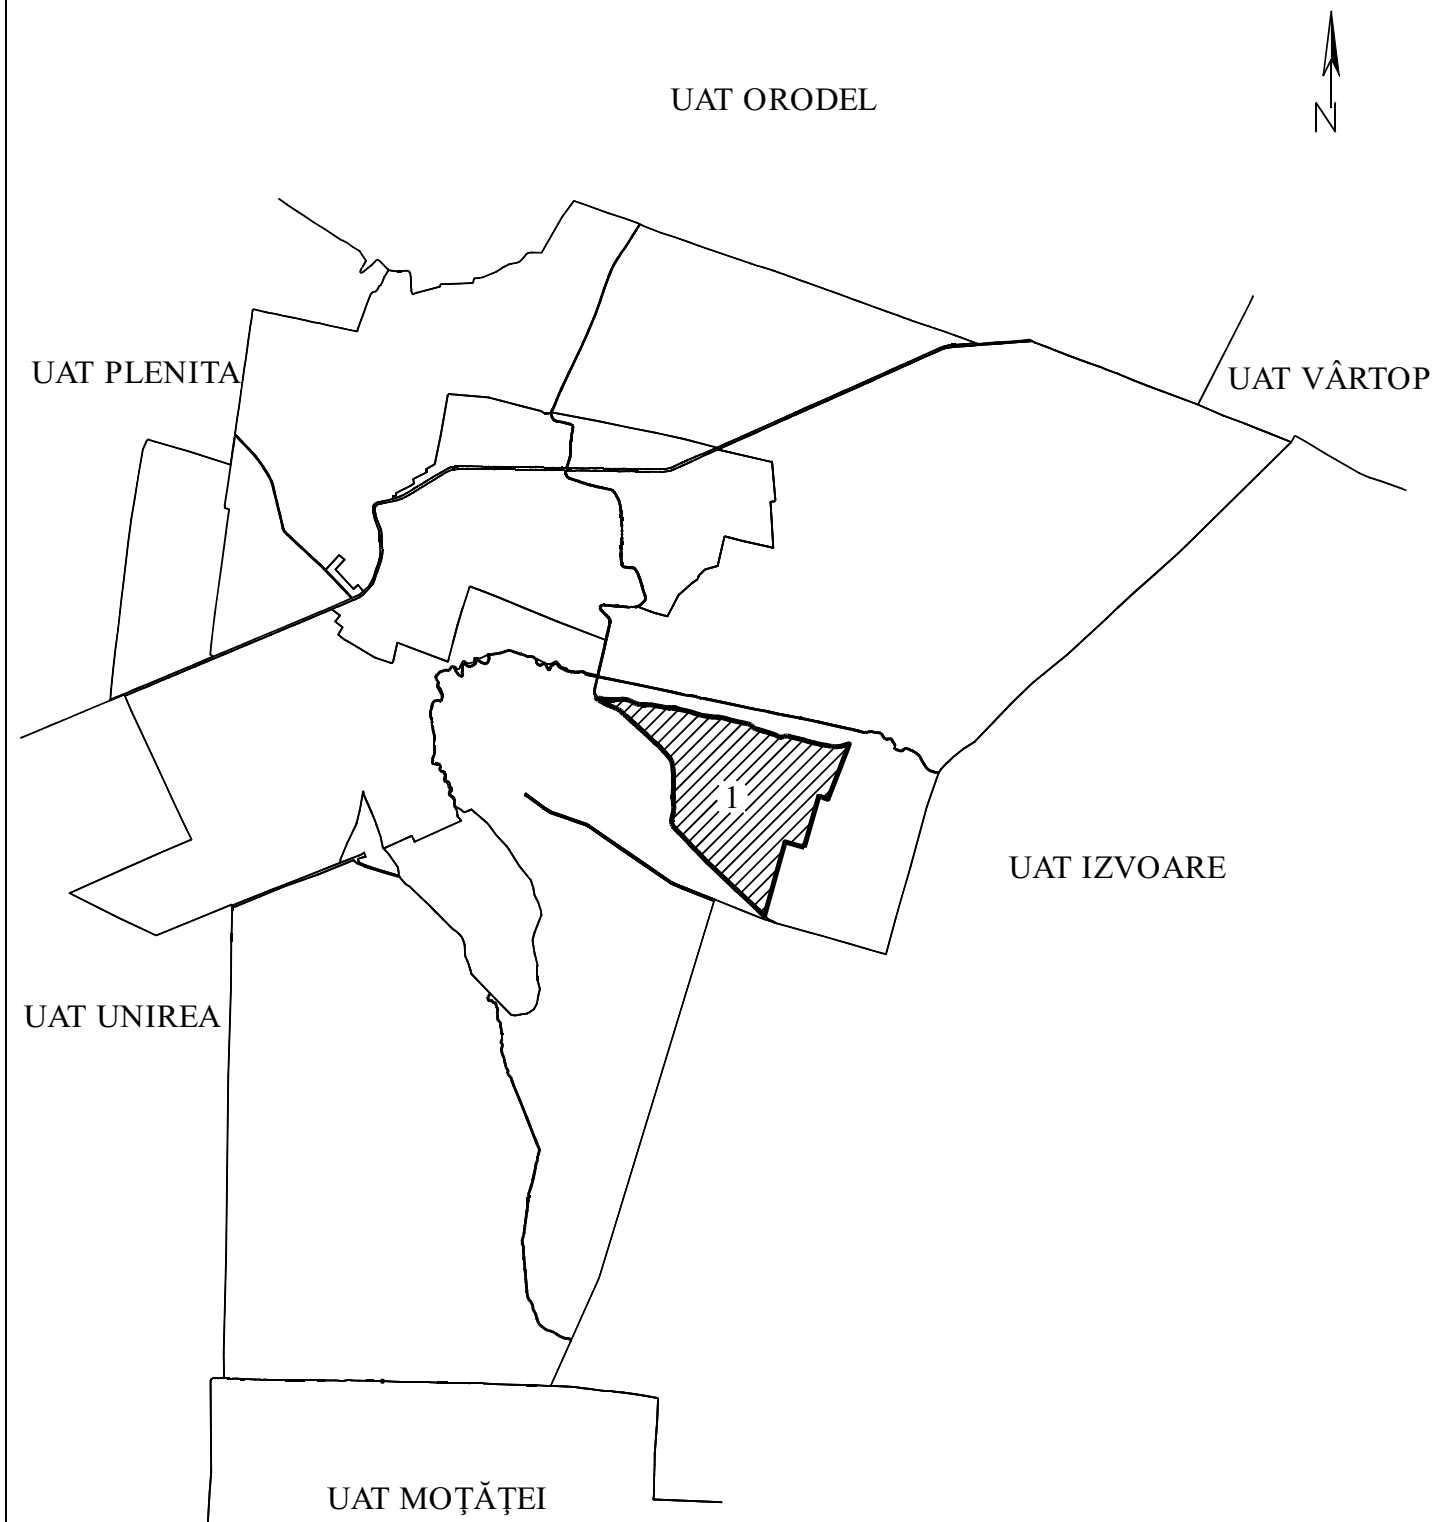 UAT ORODEL
N
UAT PLENITA
UAT VÂRTOP
1
UAT IZVOARE
UAT UNIREA
UAT MOŢĂŢEI